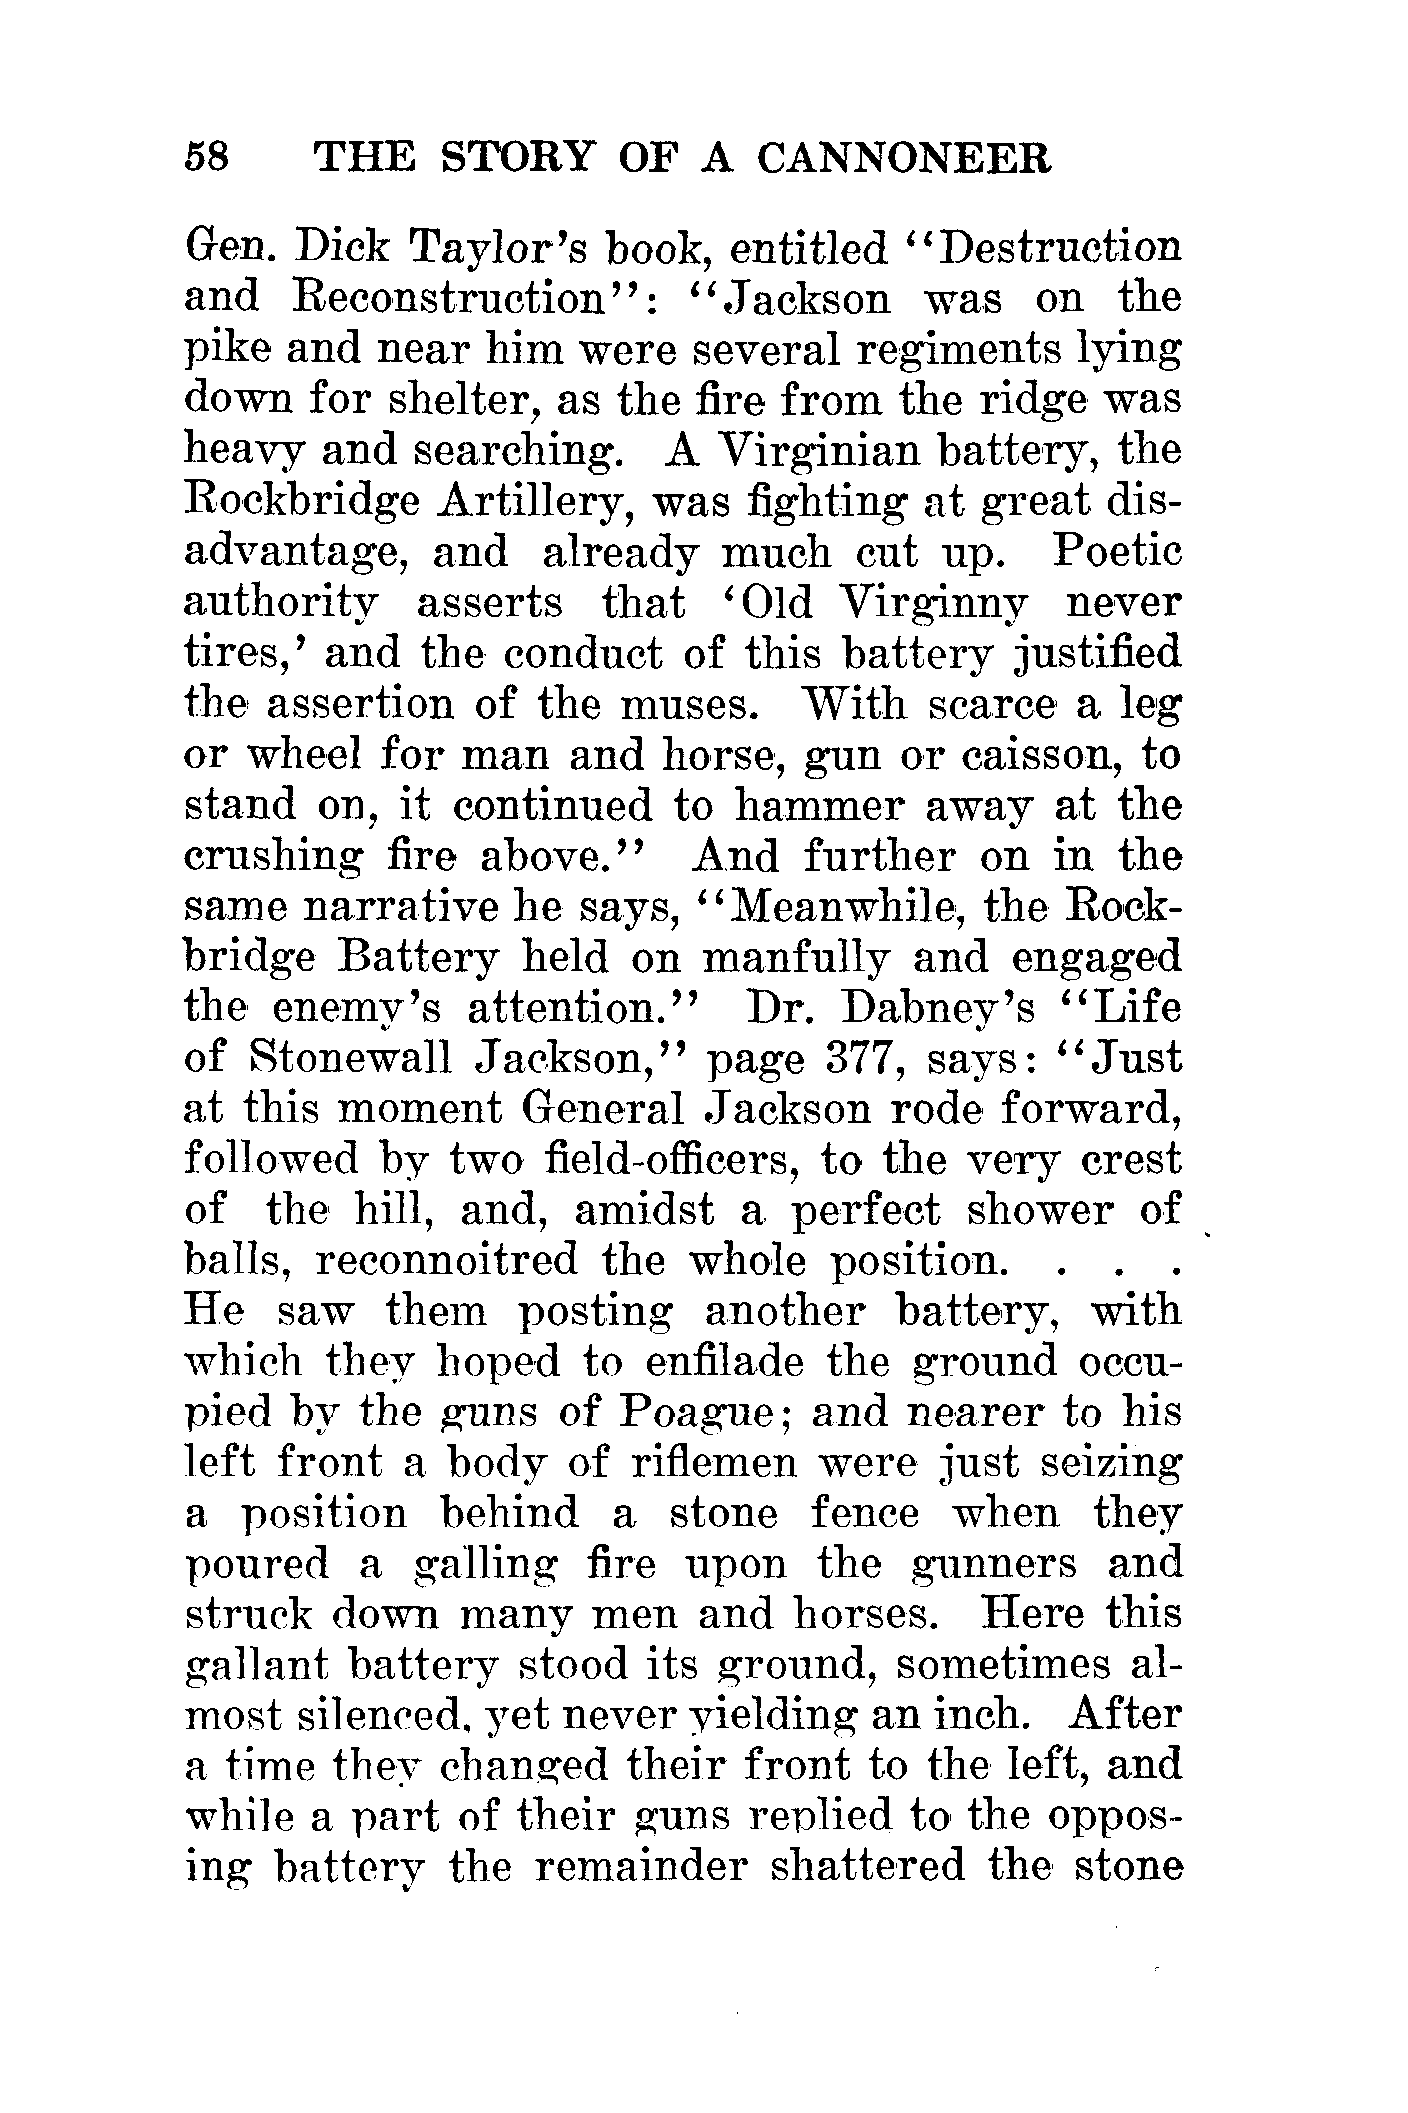 58 THE STORY OF A CANNONEER
Gen. Dick Taylor's book, entitled "Destruction
and Reconstruction": "Jackson was on the
pike and near him were several regiments lying
down for shelter, as the fire from the ridge was
heavy and searching. A Virginian battery, the
Rockbridge Artillery, was fighting at great dis-
advantage, and already much cut up. Poetic
authority asserts that 'Old Virginny never
tires,' and the conduct of this battery justified
the assertion of the muses. With scarce a leg
or wheel for man and horse, gun or caisson, to
stand on, it continued to hammer away at the
crushing fire above." And further on in the
same narrative he says, "Meanwhile, the Rock-
bridge Battery held on manfully and engaged
the enemy's attention." Dr. Dabney's "Life
of Stonewall Jackson," page 377, says: "Just
at this moment General Jackson rode forward,
followed by two field-officers, to the very crest
of the hill, and, amidst a perfect shower of
balls, reconnoitred the whole position. . . .
He saw them posting another battery, with
which they hoped to enfilade the ground occu-
pied by the guns of Poague; and nearer to his
left front a body of riflemen were just seizing
a position behind a stone fence when they
poured a galling fire upon the gunners and
struck down many men and horses. Here this
gallant battery stood its ground, sometimes al-
most silenced, yet never yielding an inch. After
a time they changed their front to the left, and
while a part of their guns replied to the oppos-
ing battery the remainder shattered the stone